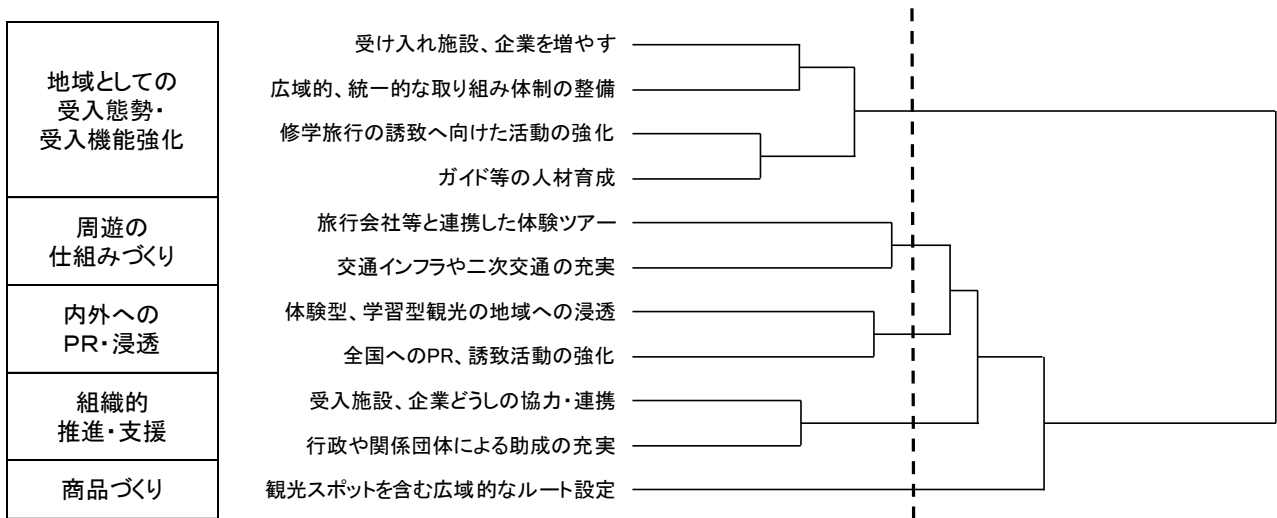 地域としての
受入態勢・
受入機能強化
受け入れ施設、企業を増やす
広域的、統一的な取り組み体制の整備
修学旅行の誘致へ向けた活動の強化
ガイド等の人材育成
周遊の
仕組みづくり
旅行会社等と連携した体験ツアー
交通インフラや二次交通の充実
内外への
PR・浸透
体験型、学習型観光の地域への浸透
全国へのPR、誘致活動の強化
組織的
推進・支援
受入施設、企業どうしの協力・連携
行政や関係団体による助成の充実
商品づくり
観光スポットを含む広域的なルート設定